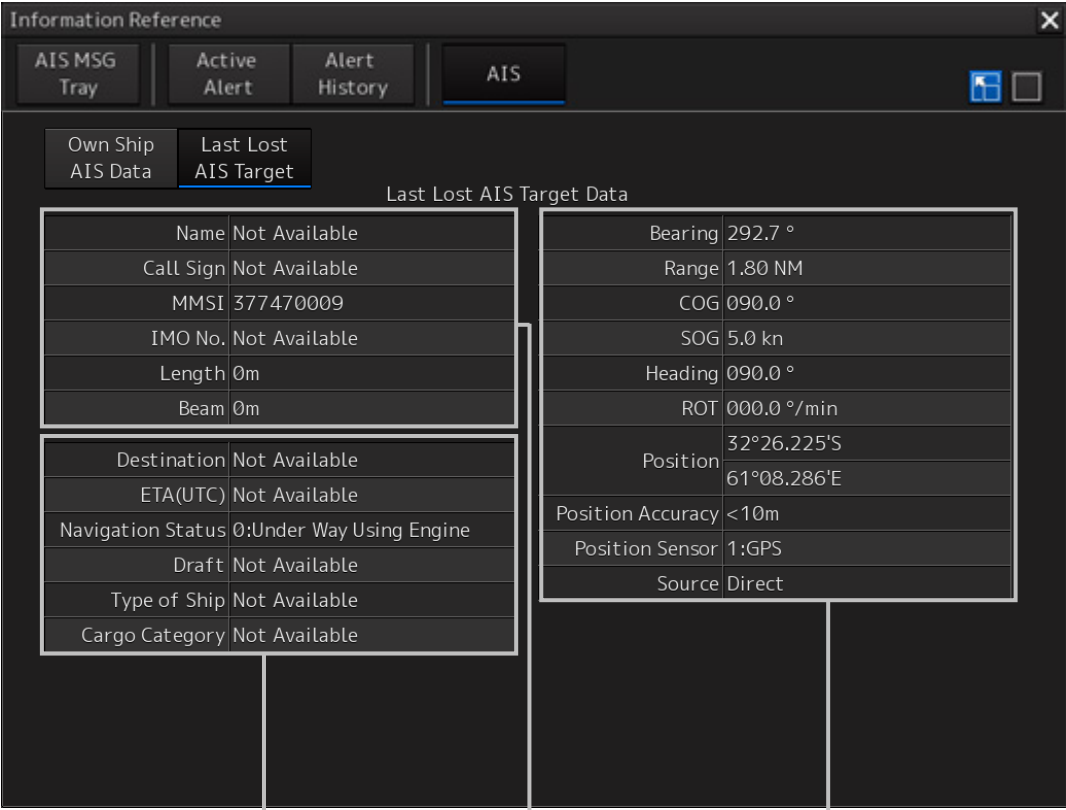 Information Reference
AIS MSG Tray
Active Alert
Alert History
AIS
Own Ship AIS Data
Last Lost AIS Target
Last Lost AIS Target Data
Name Not Available
Call Sign Not Available
MMSI 377470009
IMO No. Not Available
Length 0m
Beam 0m
Destination Not Available
ETA(UTC) Not Available
Navigation Status 0:Under Way Using Engine
Draft Not Available
Type of Ship Not Available
Cargo Category Not Available
Bearing 292.7 °
Range 1.80 NM
COG 090.0 °
SOG 5.0 kn
Heading 090.0 °
ROT 000.0 °/min
Position 32°26.225'S
61°08.286'E
Position Accuracy <10m
Position Sensor 1:GPS
Source Direct